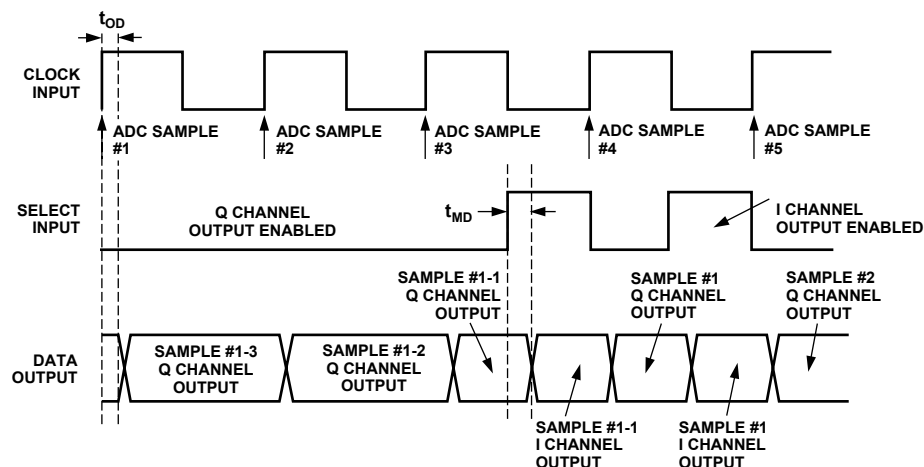 tOD
CLOCK
INPUT
ADC SAMPLE
#1
ADC SAMPLE
#2
ADC SAMPLE
#3
ADC SAMPLE
#4
ADC SAMPLE
#5
SELECT
INPUT
Q CHANNEL
OUTPUT ENABLED
tMD
I CHANNEL
OUTPUT ENABLED
SAMPLE #1-1
Q CHANNEL
OUTPUT
SAMPLE #1
Q CHANNEL
OUTPUT
SAMPLE #2
Q CHANNEL
OUTPUT
DATA
OUTPUT
SAMPLE #1-3
Q CHANNEL
OUTPUT
SAMPLE #1-2
Q CHANNEL
OUTPUT
SAMPLE #1-1
I CHANNEL
OUTPUT
SAMPLE #1
I CHANNEL
OUTPUT